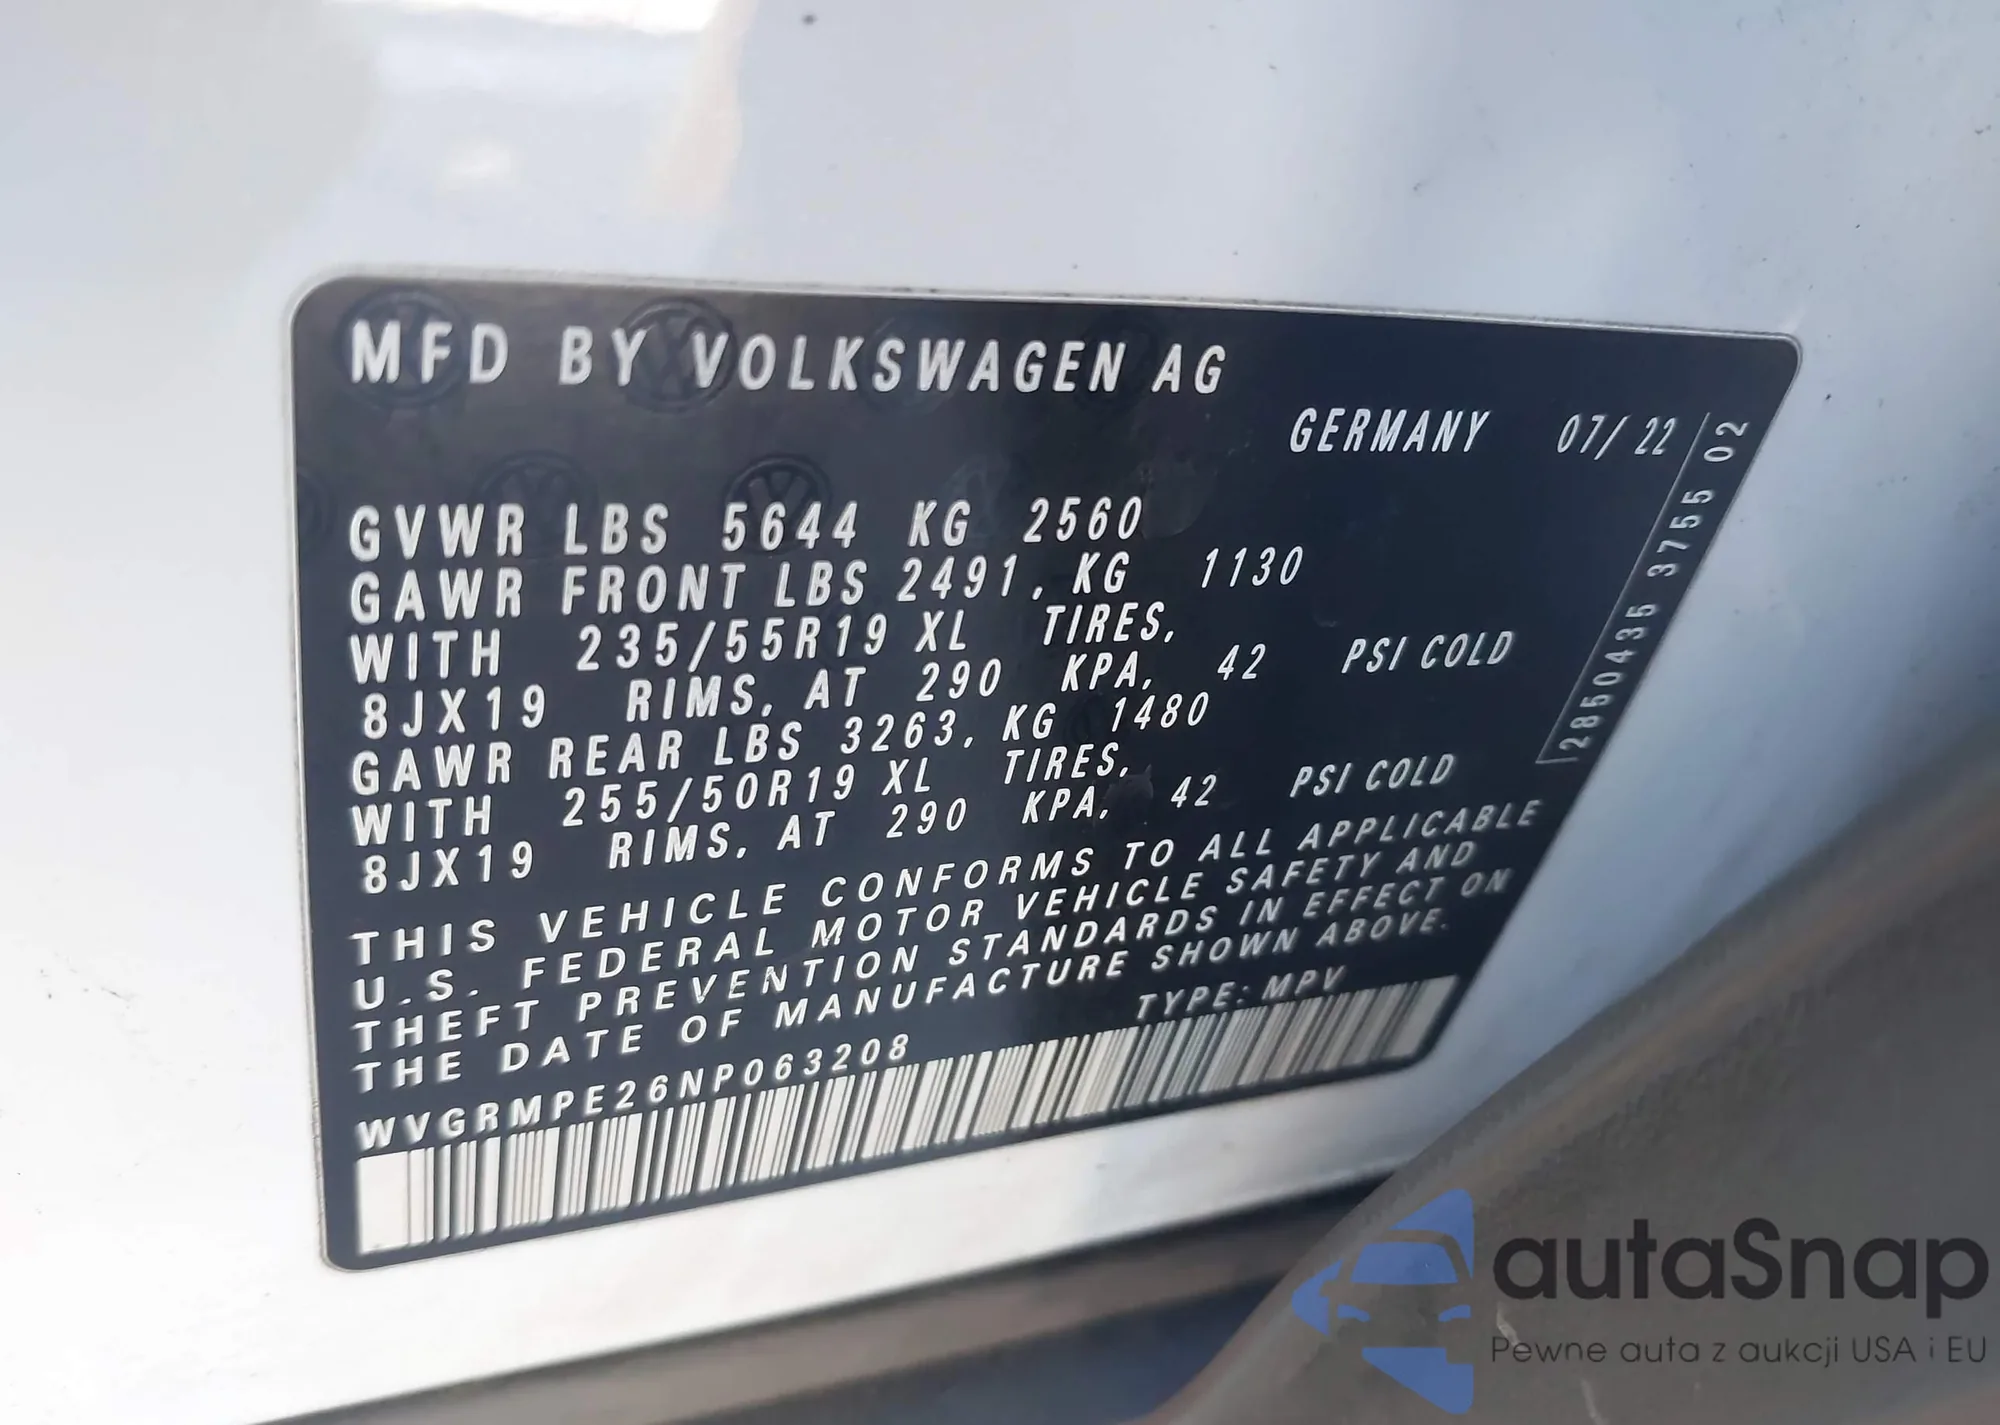 MFD BY VOLKSWAGEN AG
GERMANY 07/ 22
GVWR LBS 5644 KG 2560
GAWR FRONT LBS 2491, KG 1130
WITH 235/55R19 XL TIRES,
8JX19 RIMS, AT 290 KPA, 42 PSI COLD
GAWR REAR LBS 3263, KG 1480
WITH 255/50R19 XL TIRES,
8JX19 RIMS, AT 290 KPA, 42 PSI COLD
THIS VEHICLE CONFORMS TO ALL APPLICABLE
U.S. FEDERAL MOTOR VEHICLE SAFETY AND
THEFT PREVENTION STANDARDS IN EFFECT ON
THE DATE OF MANUFACTURE SHOWN ABOVE.
WVGRMPE26NP063208 TYPE: MPV
2850435 3755 02
autaSnap
Pewne auta z aukcji USA i EU